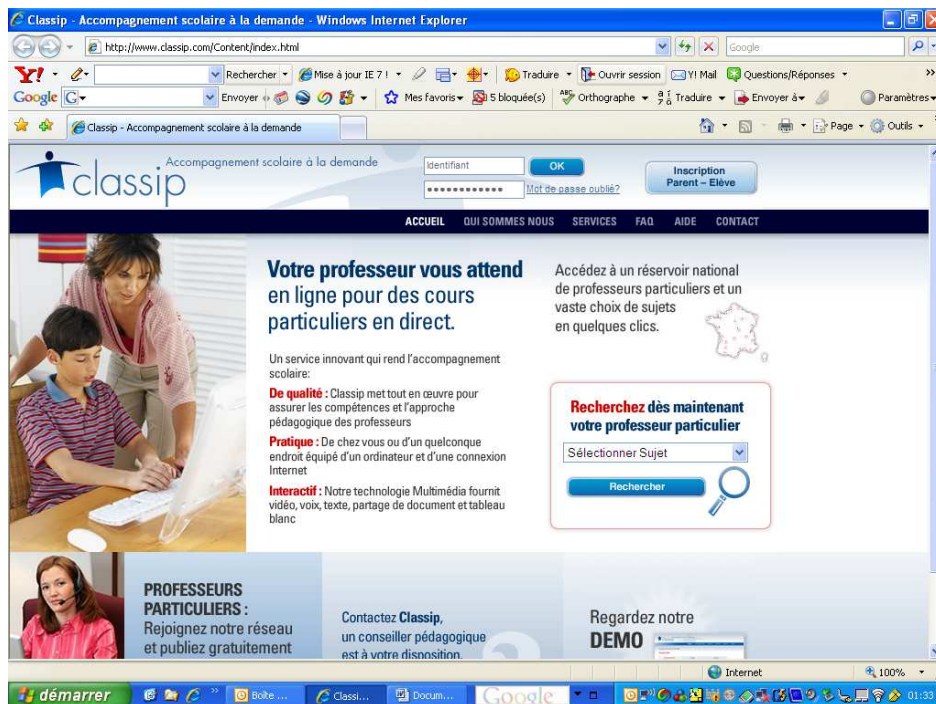 Classip - Accompagnement scolaire à la demande - Windows Internet Explorer
http://www.classip.com/Content/index.html
Google
Y! Rechercher Mise à jour IE 7 ! Traduire Ouvrir session Y! Mail Questions/Réponses
Google G Envoyer Mes favoris 5 bloquée(s) Orthographe Traduire Envoyer à Paramètres
Classip - Accompagnement scolaire à la demande Page Outils
Accompagnement scolaire à la demande
classip
Identifiant OK
Mot de passe oublié?
Inscription
Parent – Elève
ACCUEIL QUI SOMMES NOUS SERVICES FAQ AIDE CONTACT
Votre professeur vous attend
en ligne pour des cours
particuliers en direct.
Un service innovant qui rend l'accompagnement
scolaire:
De qualité : Classip met tout en œuvre pour
assurer les compétences et l'approche
pédagogique des professeurs
Pratique : De chez vous ou d'un quelconque
endroit équipé d'un ordinateur et d'une connexion
Internet
Interactif : Notre technologie Multimédia fournit
vidéo, voix, texte, partage de document et tableau
blanc
Accédez à un réservoir national
de professeurs particuliers et un
vaste choix de sujets
en quelques clics.
Recherchez dès maintenant
votre professeur particulier
Sélectionner Sujet
Rechercher
PROFESSEURS
PARTICULIERS :
Rejoignez notre réseau
et publiez gratuitement
Contactez Classip,
un conseiller pédagogique
est à votre disposition.
Regardez notre
DEMO
Internet 100%
démarrer Boîte ... Classi... Docum... Google 01:33